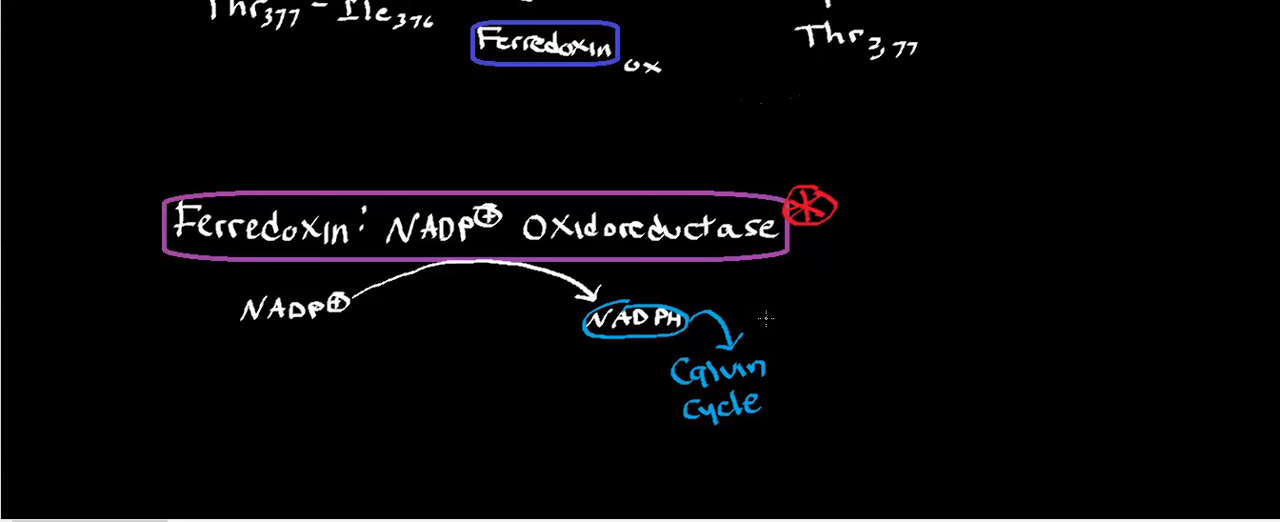 Thr377 - Ile376
Ferredoxin ox
Thr377
Ferredoxin: NADP+ Oxidoreductase *
NADP+
NADPH
Calvin
Cycle